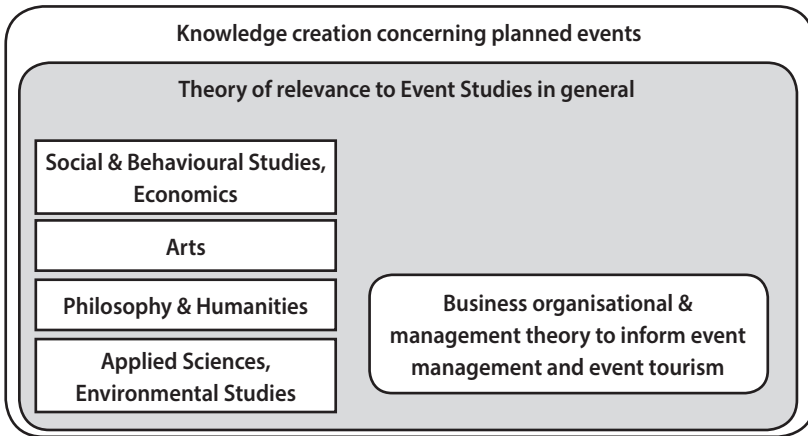 Knowledge creation concerning planned events
Theory of relevance to Event Studies in general
Social & Behavioural Studies,
Economics
Arts
Philosophy & Humanities
Applied Sciences,
Environmental Studies
Business organisational &
management theory to inform event
management and event tourism